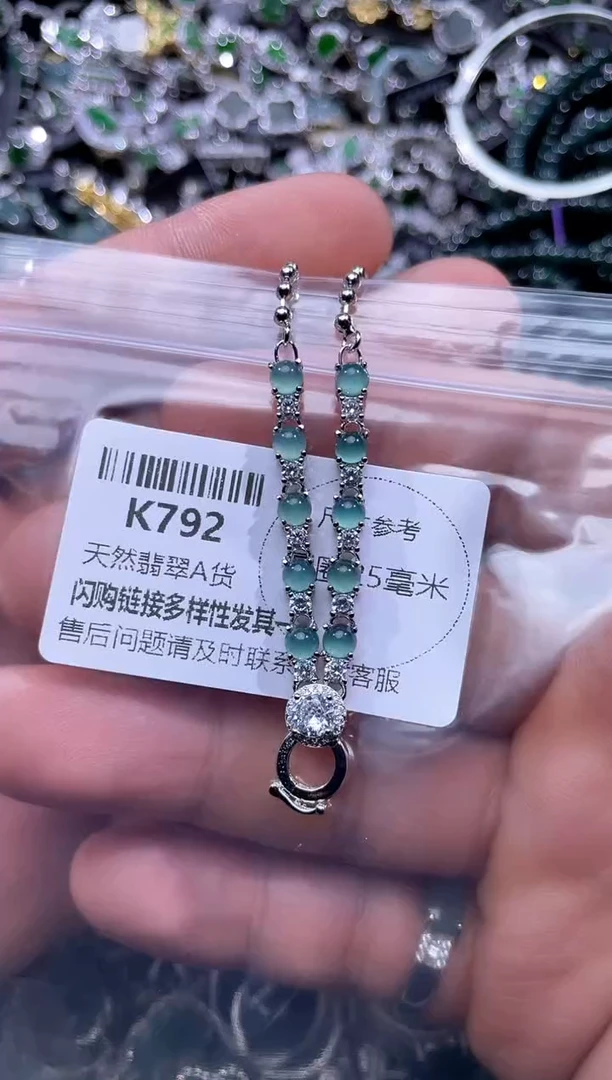 K792
尺 参考
天然翡翠A货
5毫米
闪购链接多样性发其一
售后问题请及时联系 客服